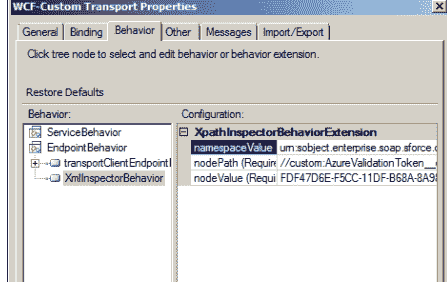 WCF-Custom Transport Properties
General Binding Behavior Other Messages Import/Export
Click tree node to select and edit behavior or behavior extension.
Restore Defaults
Behavior: Configuration:
ServiceBehavior
EndpointBehavior
transportClientEndpoint
XmlInspectorBehavior
XpathInspectorBehaviorExtension
namespaceValue urn:sobject.enterprise.soap.sforce.
nodePath (Require //custom:AzureValidationToken__
nodeValue (Requi FDF47D6E-F5CC-11DF-B68A-8A9